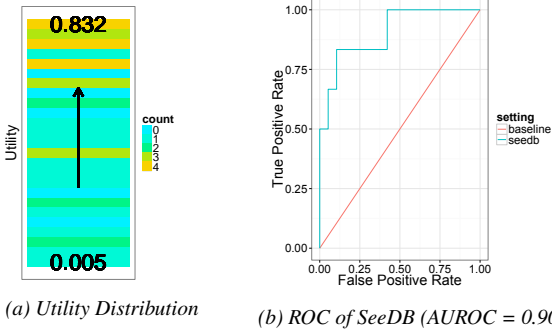 (a)
0.832
Utility
0.005
count
0
1
2
3
4
(a) Utility Distribution
(b)
1.00
0.75
0.50
0.25
0.00
True Positive Rate
0.00
0.25
0.50
0.75
1.00
False Positive Rate
setting
baseline
seedb
(b) ROC of SeeDB (AUROC = 0.90